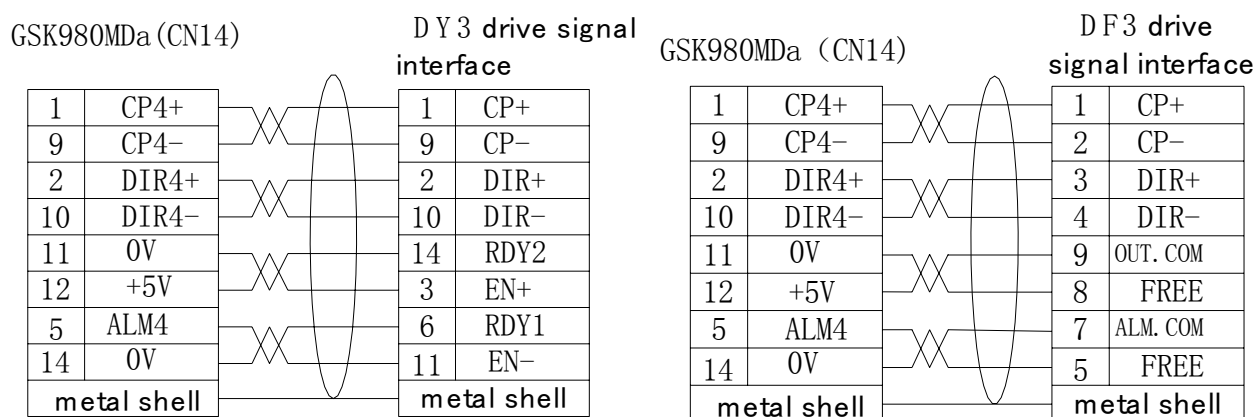 GSK980MDa(CN14)
DY3 drive signal
interface
1 CP4+ 1 CP+
9 CP4- 9 CP-
2 DIR4+ 2 DIR+
10 DIR4- 10 DIR-
11 0V 14 RDY2
12 +5V 3 EN+
5 ALM4 6 RDY1
14 0V 11 EN-
metal shell metal shell
GSK980MDa (CN14)
DF3 drive
signal interface
1 CP4+ 1 CP+
9 CP4- 2 CP-
2 DIR4+ 3 DIR+
10 DIR4- 4 DIR-
11 0V 9 OUT.COM
12 +5V 8 FREE
5 ALM4 7 ALM.COM
14 0V 5 FREE
metal shell metal shell